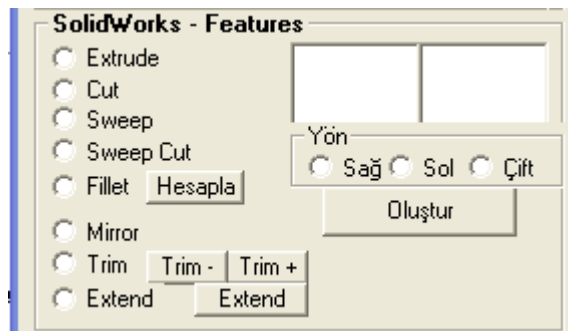 SolidWorks - Features
Extrude
Cut
Sweep
Sweep Cut
Yön
Sağ Sol Çift
Fillet Hesapla
Oluştur
Mirror
Trim Trim - Trim +
Extend Extend